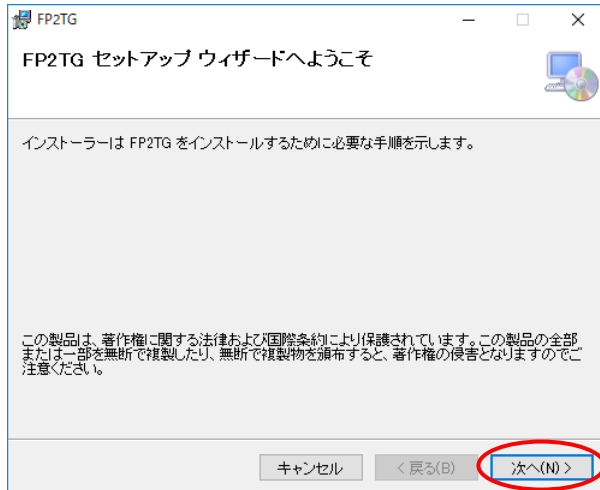 FP2TG
FP2TG セットアップ ウィザードへようこそ
インストーラーは FP2TG をインストールするために必要な手順を示します。
この製品は、著作権に関する法律および国際条約により保護されています。この製品の全部
または一部を無断で複製したり、無断で複製物を頒布すると、著作権の侵害となりますのでご
注意ください。
キャンセル
< 戻る(B)
次へ(N) >